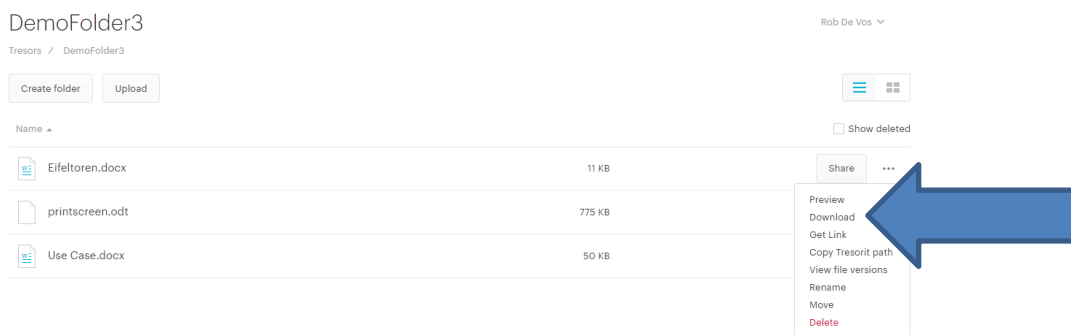 DemoFolder3
Rob De Vos
Tresors / DemoFolder3
Create folder Upload
Name
Show deleted
Eifeltoren.docx 11 KB Share ...
printscreen.odt 775 KB
Use Case.docx 50 KB
Preview
Download
Get Link
Copy Tresorit path
View file versions
Rename
Move
Delete